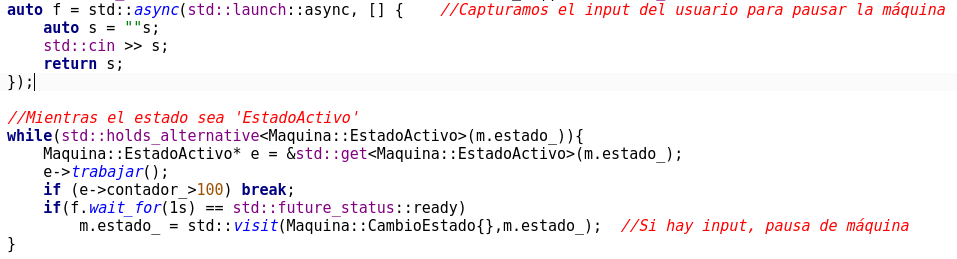 auto f = std::async(std::launch::async, [] {    //Capturamos el input del usuario para pausar la máquina
    auto s = ""s;
    std::cin >> s;
    return s;
});
//Mientras el estado sea 'EstadoActivo'
while(std::holds_alternative<Maquina::EstadoActivo>(m.estado_)){
    Maquina::EstadoActivo* e = &std::get<Maquina::EstadoActivo>(m.estado_);
    e->trabajar();
    if (e->contador_>100) break;
    if(f.wait_for(1s) == std::future_status::ready)
        m.estado_ = std::visit(Maquina::CambioEstado{},m.estado_);  //Si hay input, pausa de máquina
}